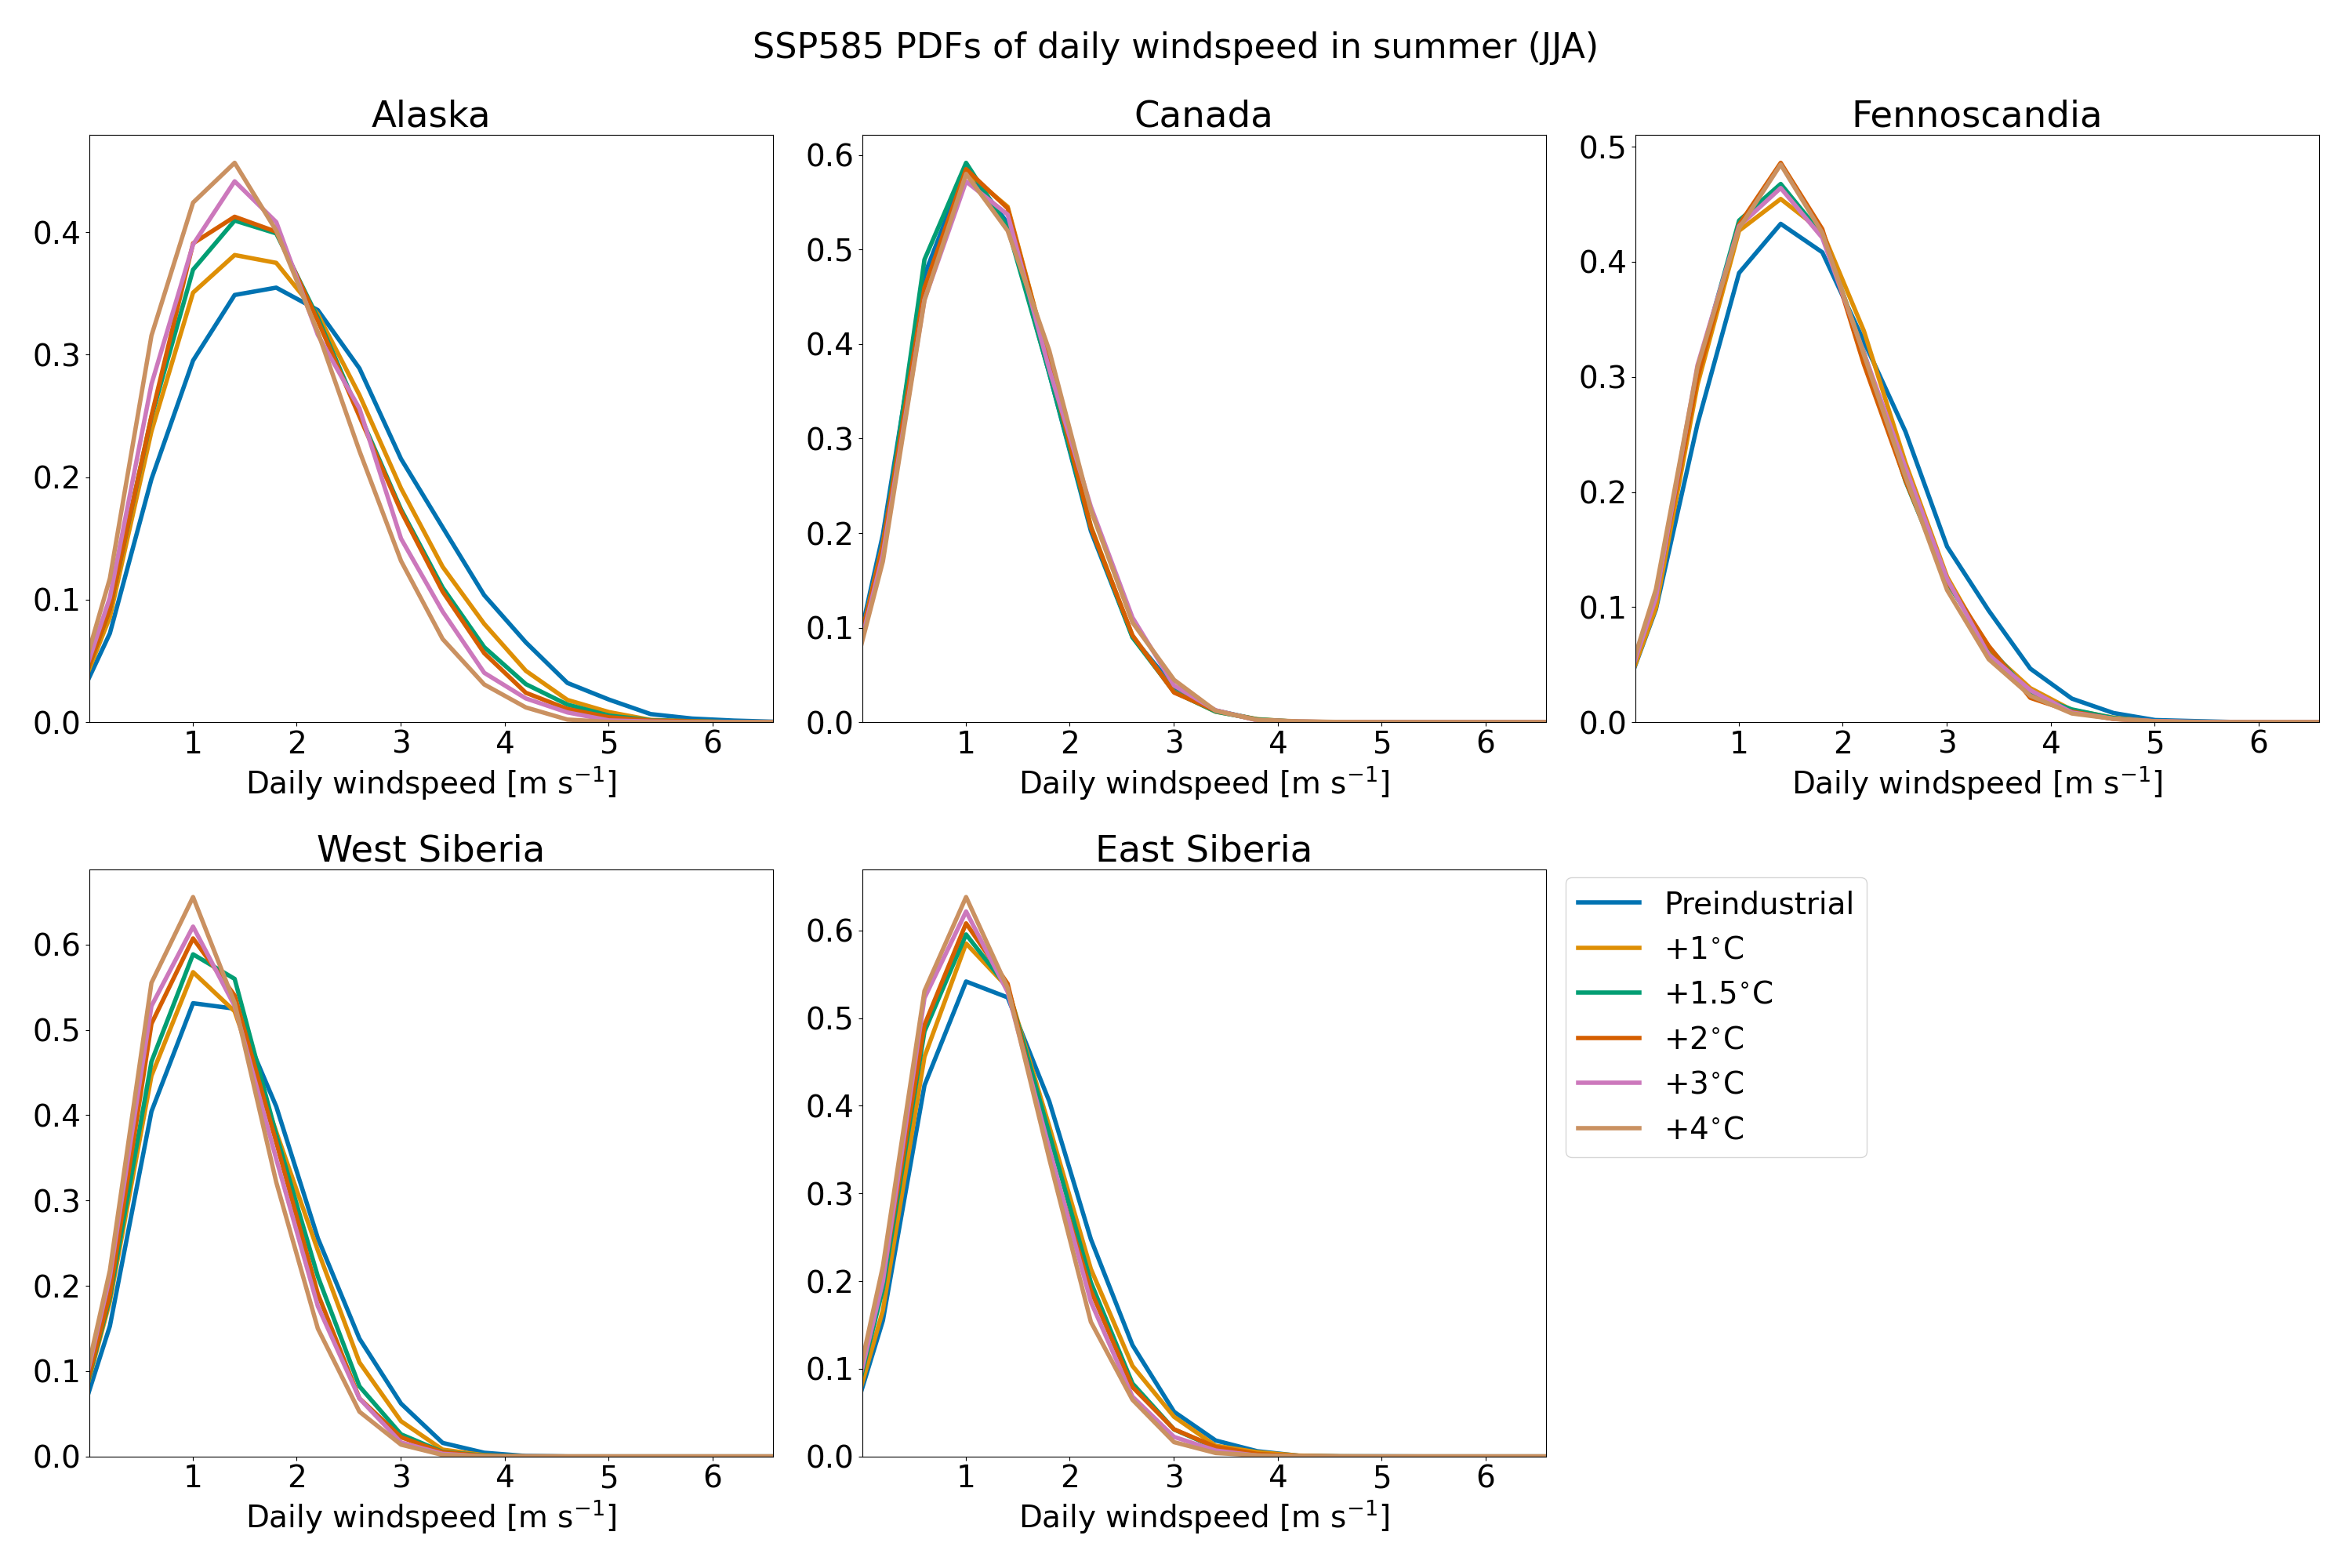 SSP585 PDFs of daily windspeed in summer (JJA)
Alaska
0.4
0.3
0.2
0.1
0.0
1 2 3 4 5 6
Daily windspeed [m s⁻¹]
Canada
0.6
0.5
0.4
0.3
0.2
0.1
0.0
1 2 3 4 5 6
Daily windspeed [m s⁻¹]
Fennoscandia
0.5
0.4
0.3
0.2
0.1
0.0
1 2 3 4 5 6
Daily windspeed [m s⁻¹]
West Siberia
0.6
0.5
0.4
0.3
0.2
0.1
0.0
1 2 3 4 5 6
Daily windspeed [m s⁻¹]
East Siberia
0.6
0.5
0.4
0.3
0.2
0.1
0.0
1 2 3 4 5 6
Daily windspeed [m s⁻¹]
Preindustrial
+1°C
+1.5°C
+2°C
+3°C
+4°C